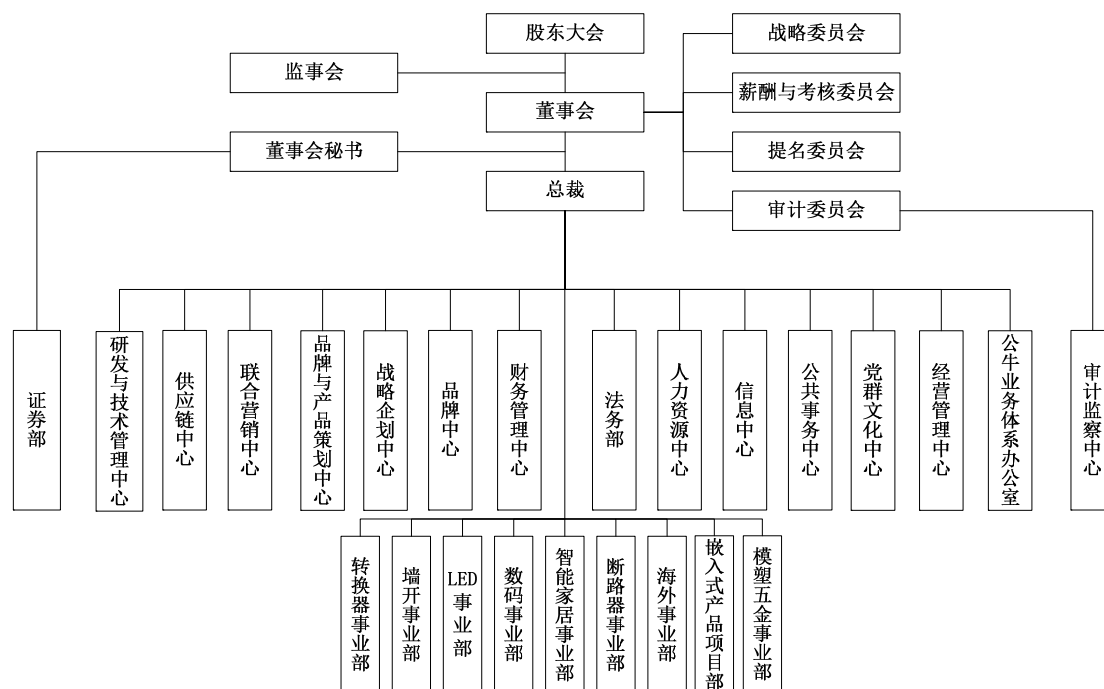 股东大会
战略委员会
监事会
薪酬与考核委员会
董事会
董事会秘书
提名委员会
总裁
审计委员会
证券部
研发与技术管理中心
供应链中心
联合营销中心
品牌与产品策划中心
战略企划中心
品牌中心
财务管理中心
法务部
人力资源中心
信息中心
公共事务中心
党群文化中心
经营管理中心
公牛业务体系办公室
审计监察中心
转换器事业部
墙开事业部
LED事业部
数码事业部
智能家居事业部
断路器事业部
海外事业部
嵌入式产品项目部
模塑五金事业部